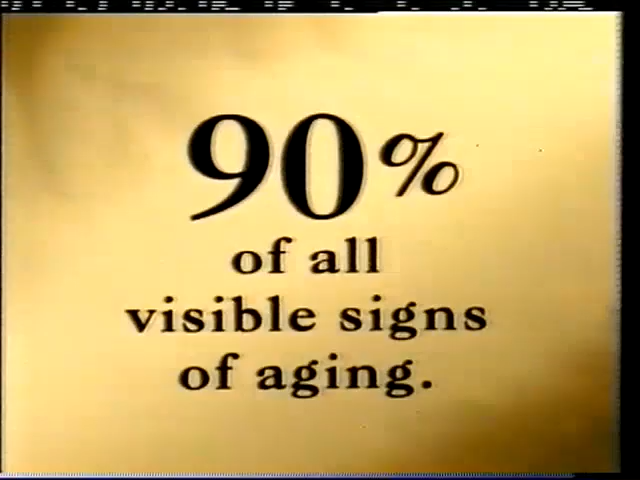 90%
of all
visible signs
of aging.